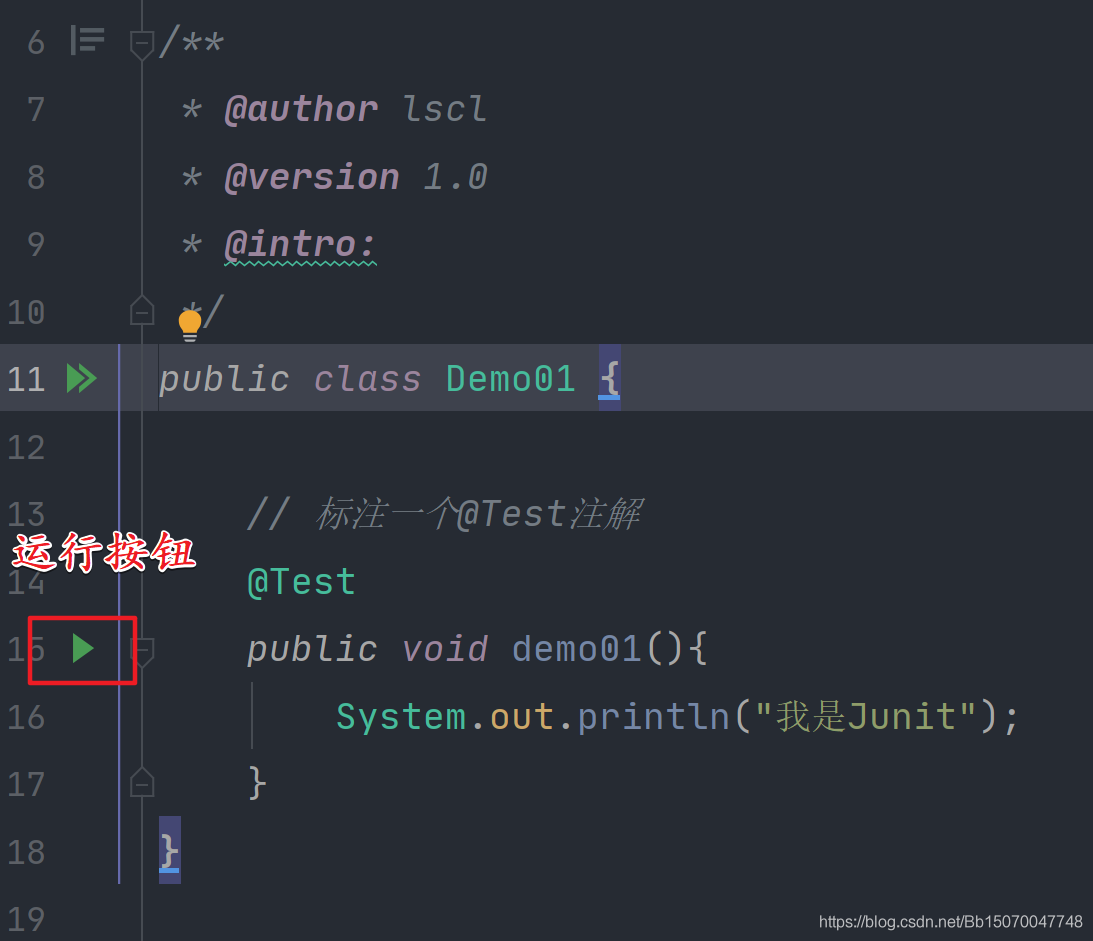 6 /**
7 * @author lscl
8 * @version 1.0
9 * @intro:
10 */
11 public class Demo01 {
12
13 // 标注一个@Test注解
运行按钮
14 @Test
15 public void demo01(){
16 System.out.println("我是Junit");
17 }
18 }
19
https://blog.csdn.net/Bb15070047748